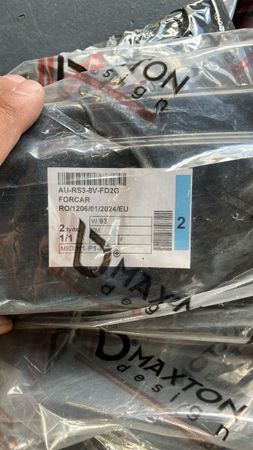 MAXTON
design
AU-RS3-8V-FD2G
FORCAR
RO/1206/01/2024/EU
W 93
2
1/1
2
MAXTON
design
MAXTON
design